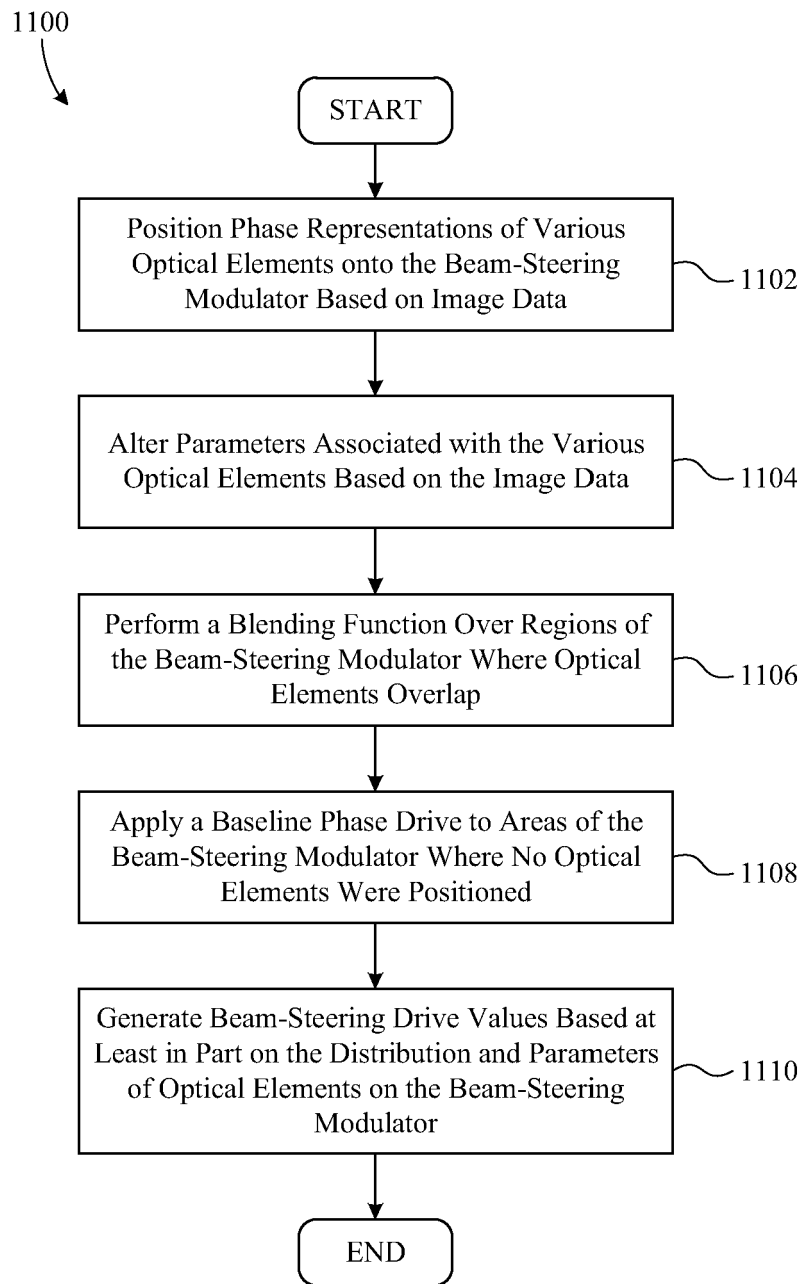 1100
START
Position Phase Representations of Various
Optical Elements onto the Beam-Steering
Modulator Based on Image Data
1102
Alter Parameters Associated with the Various
Optical Elements Based on the Image Data
1104
Perform a Blending Function Over Regions of
the Beam-Steering Modulator Where Optical
Elements Overlap
1106
Apply a Baseline Phase Drive to Areas of the
Beam-Steering Modulator Where No Optical
Elements Were Positioned
1108
Generate Beam-Steering Drive Values Based at
Least in Part on the Distribution and Parameters
of Optical Elements on the Beam-Steering
Modulator
1110
END